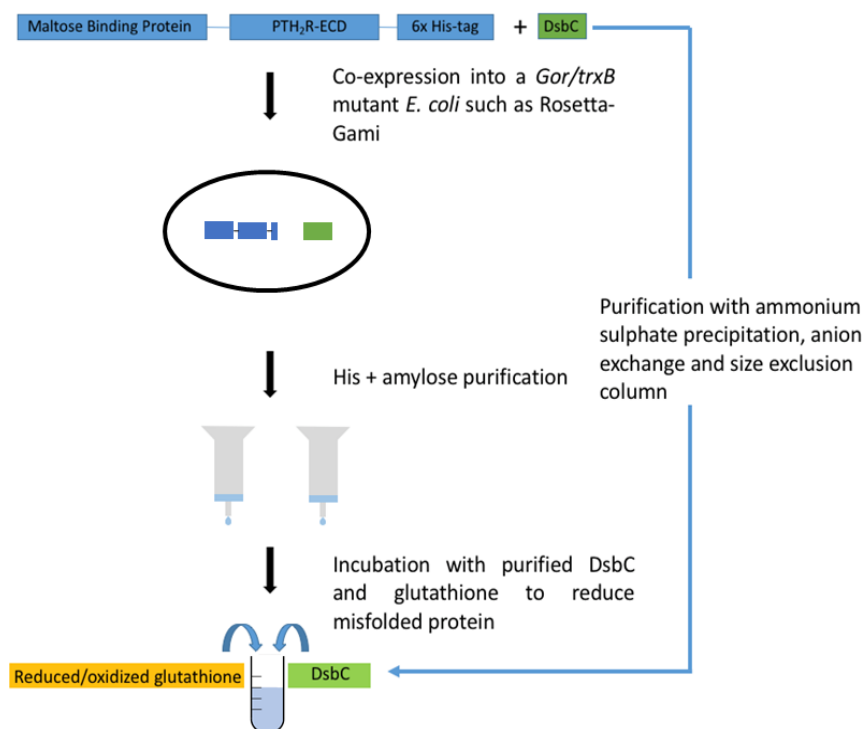 Maltose Binding Protein PTH₂R-ECD 6x His-tag + DsbC
Co-expression into a Gor/trxB
mutant E. coli such as Rosetta-
Gami
Purification with ammonium
sulphate precipitation, anion
exchange and size exclusion
column
His + amylose purification
Incubation with purified DsbC
and glutathione to reduce
misfolded protein
Reduced/oxidized glutathione DsbC